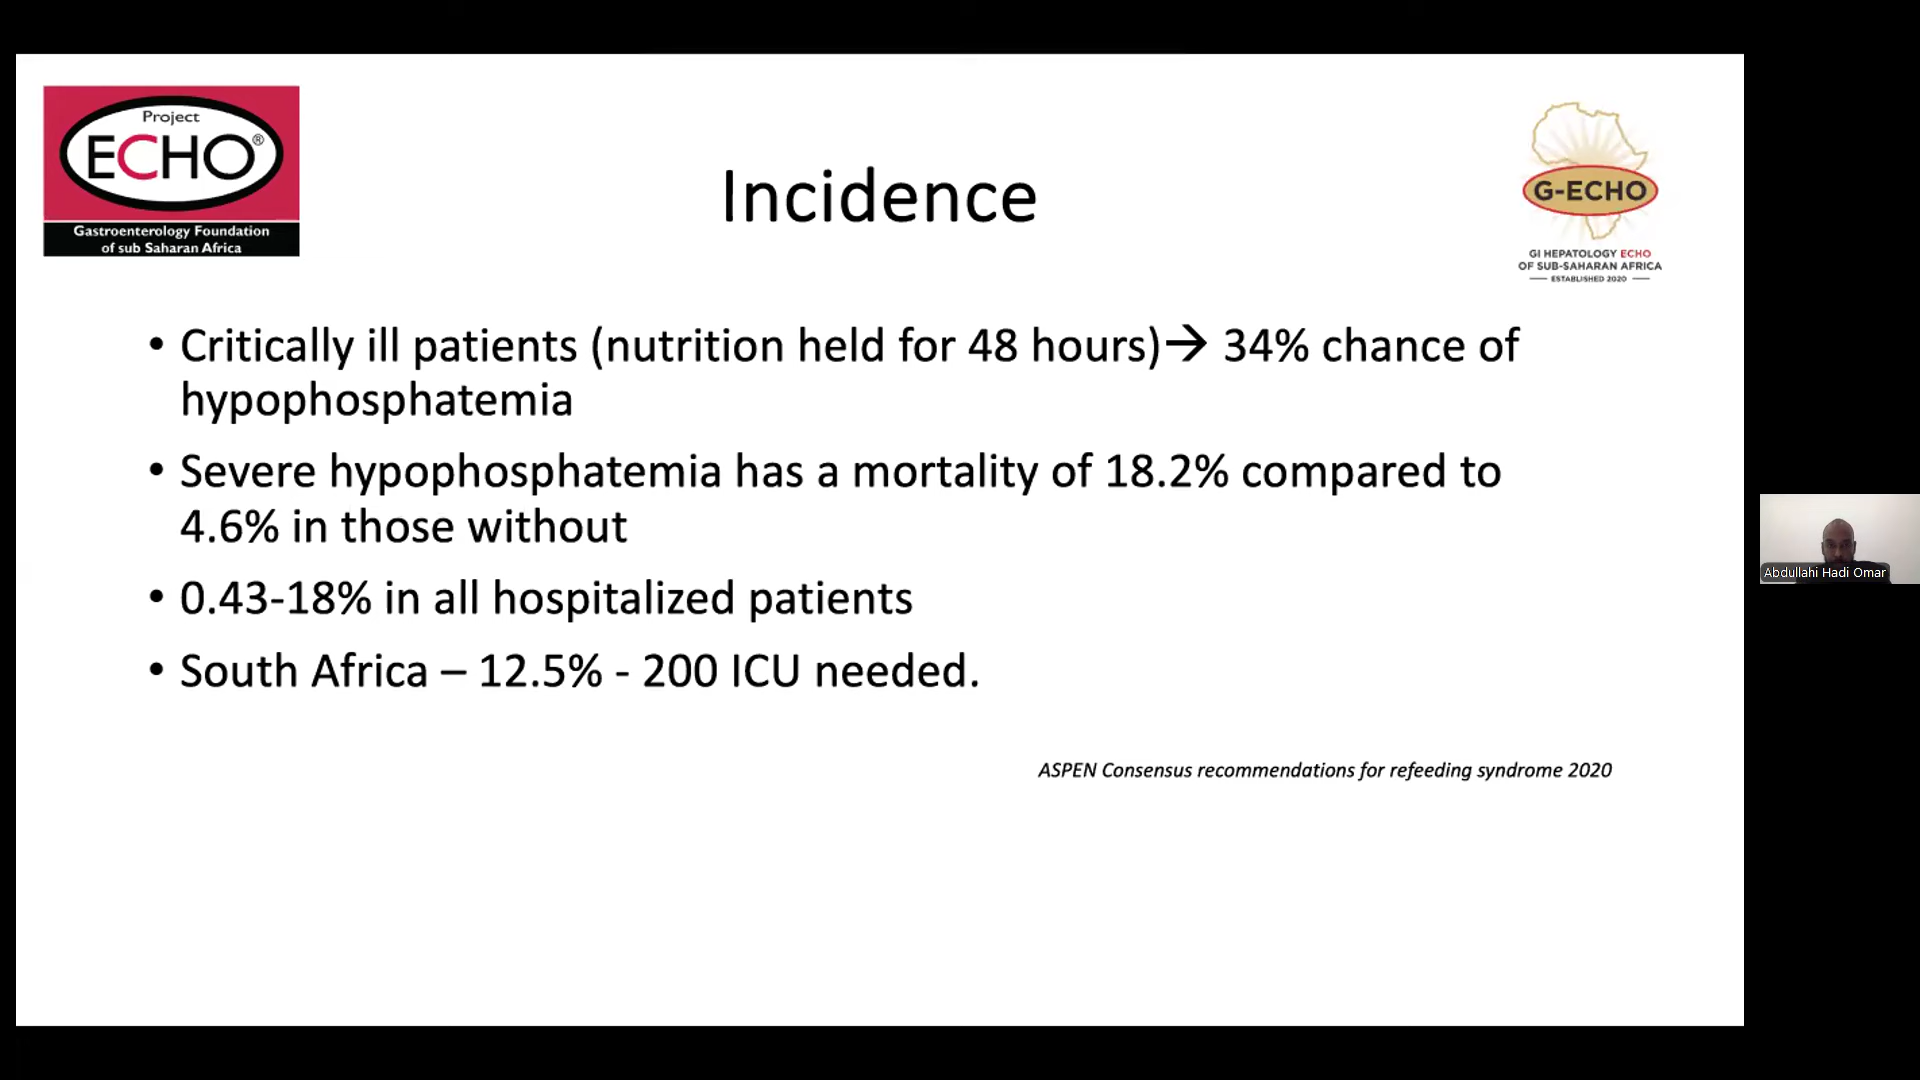 Project
ECHO®
Gastroenterology Foundation
of sub Saharan Africa
Incidence
G-ECHO
GI HEPATOLOGY ECHO
OF SUB-SAHARAN AFRICA
ESTABLISHED 2020
• Critically ill patients (nutrition held for 48 hours)→ 34% chance of
hypophosphatemia
• Severe hypophosphatemia has a mortality of 18.2% compared to
4.6% in those without
• 0.43-18% in all hospitalized patients
• South Africa – 12.5% - 200 ICU needed.
ASPEN Consensus recommendations for refeeding syndrome 2020
Abdullahi Hadi Omar